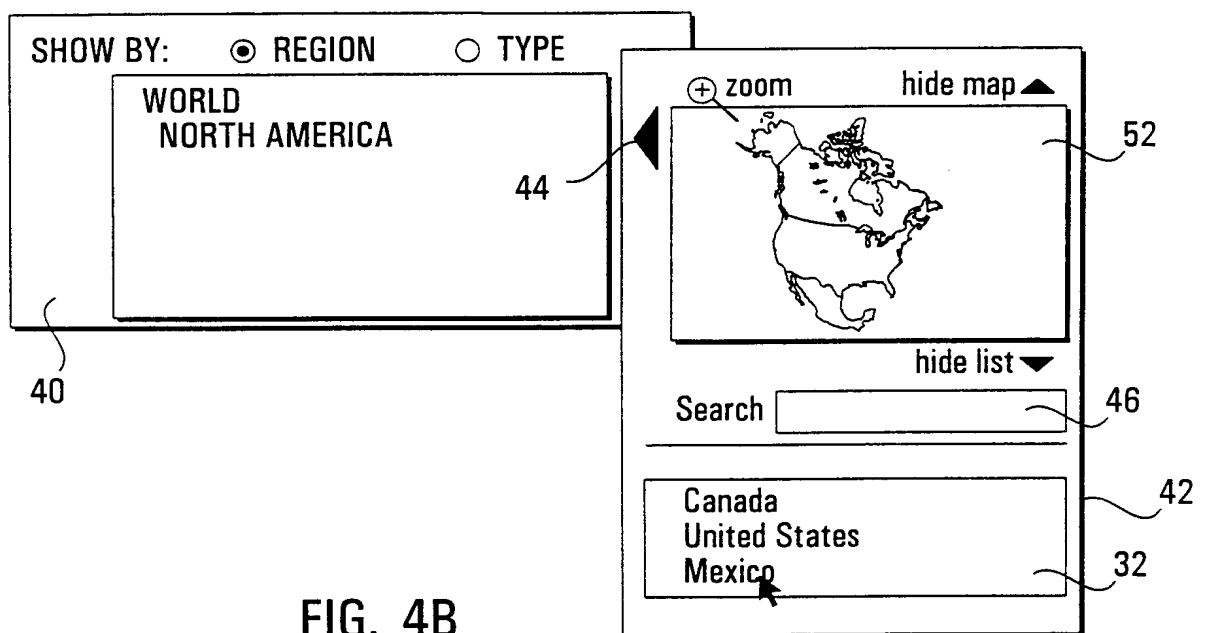 SHOW BY: REGION TYPE
WORLD
NORTH AMERICA
44
40
zoom hide map
52
hide list
Search
46
42
Canada
United States
Mexico
32
FIG. 4B